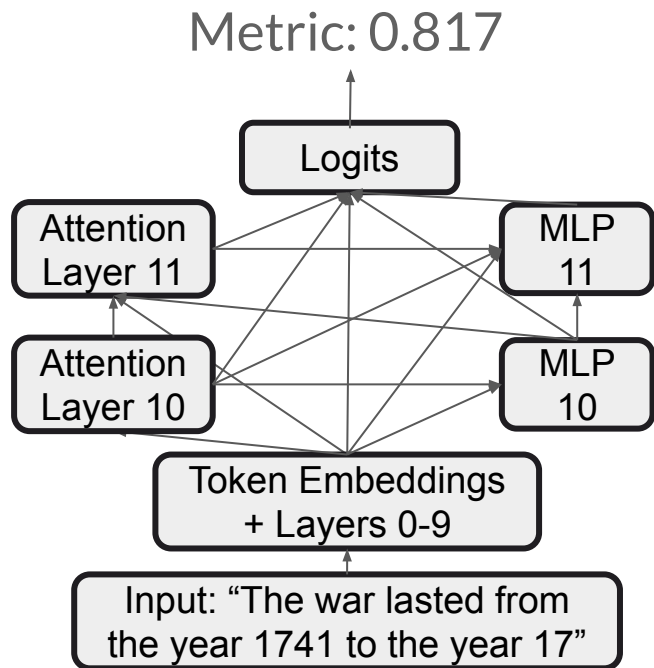 Metric: 0.817
Logits
Attention
Layer 11
MLP
11
Attention
Layer 10
MLP
10
Token Embeddings
+ Layers 0-9
Input: “The war lasted from
the year 1741 to the year 17”